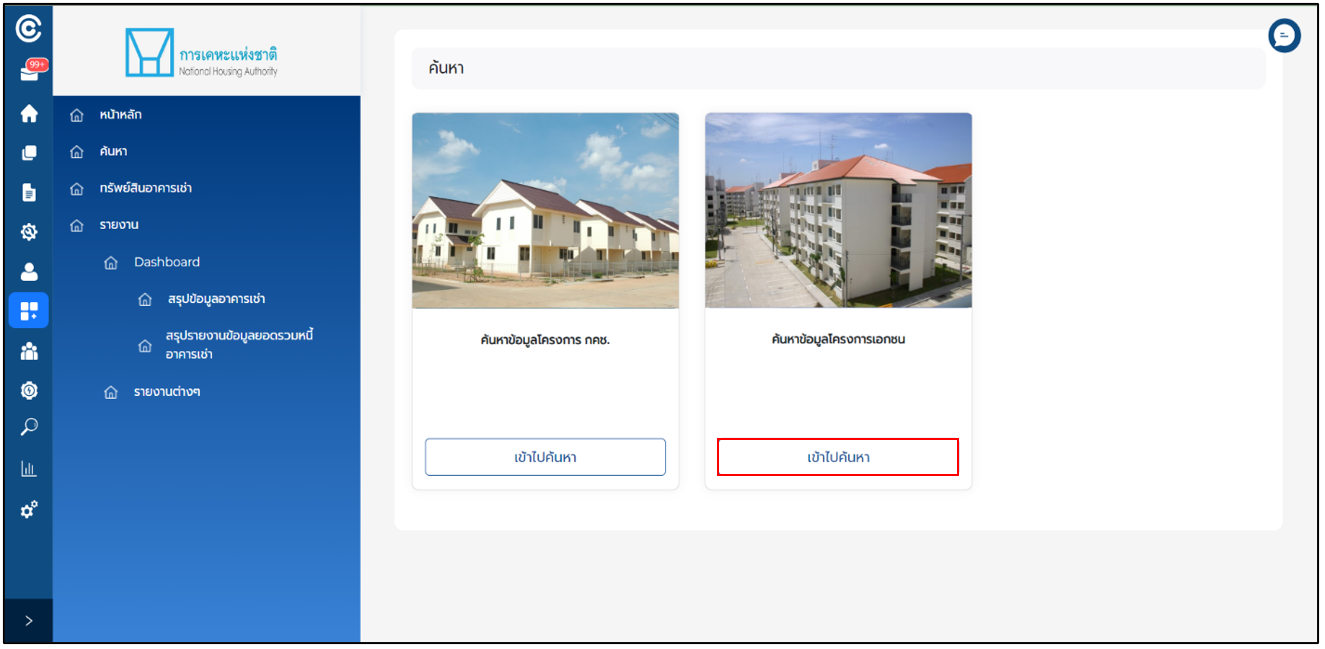 99+
การเคหะแห่งชาติ
National Housing Authority
หน้าหลัก
ค้นหา
ทรัพย์สินอาคารเช่า
รายงาน
Dashboard
สรุปข้อมูลอาคารเช่า
สรุปรายงานข้อมูลยอดรวมหนี้
อาคารเช่า
รายงานต่างๆ
ค้นหา
ค้นหาข้อมูลโครงการ กคช.
เข้าไปค้นหา
ค้นหาข้อมูลโครงการเอกชน
เข้าไปค้นหา